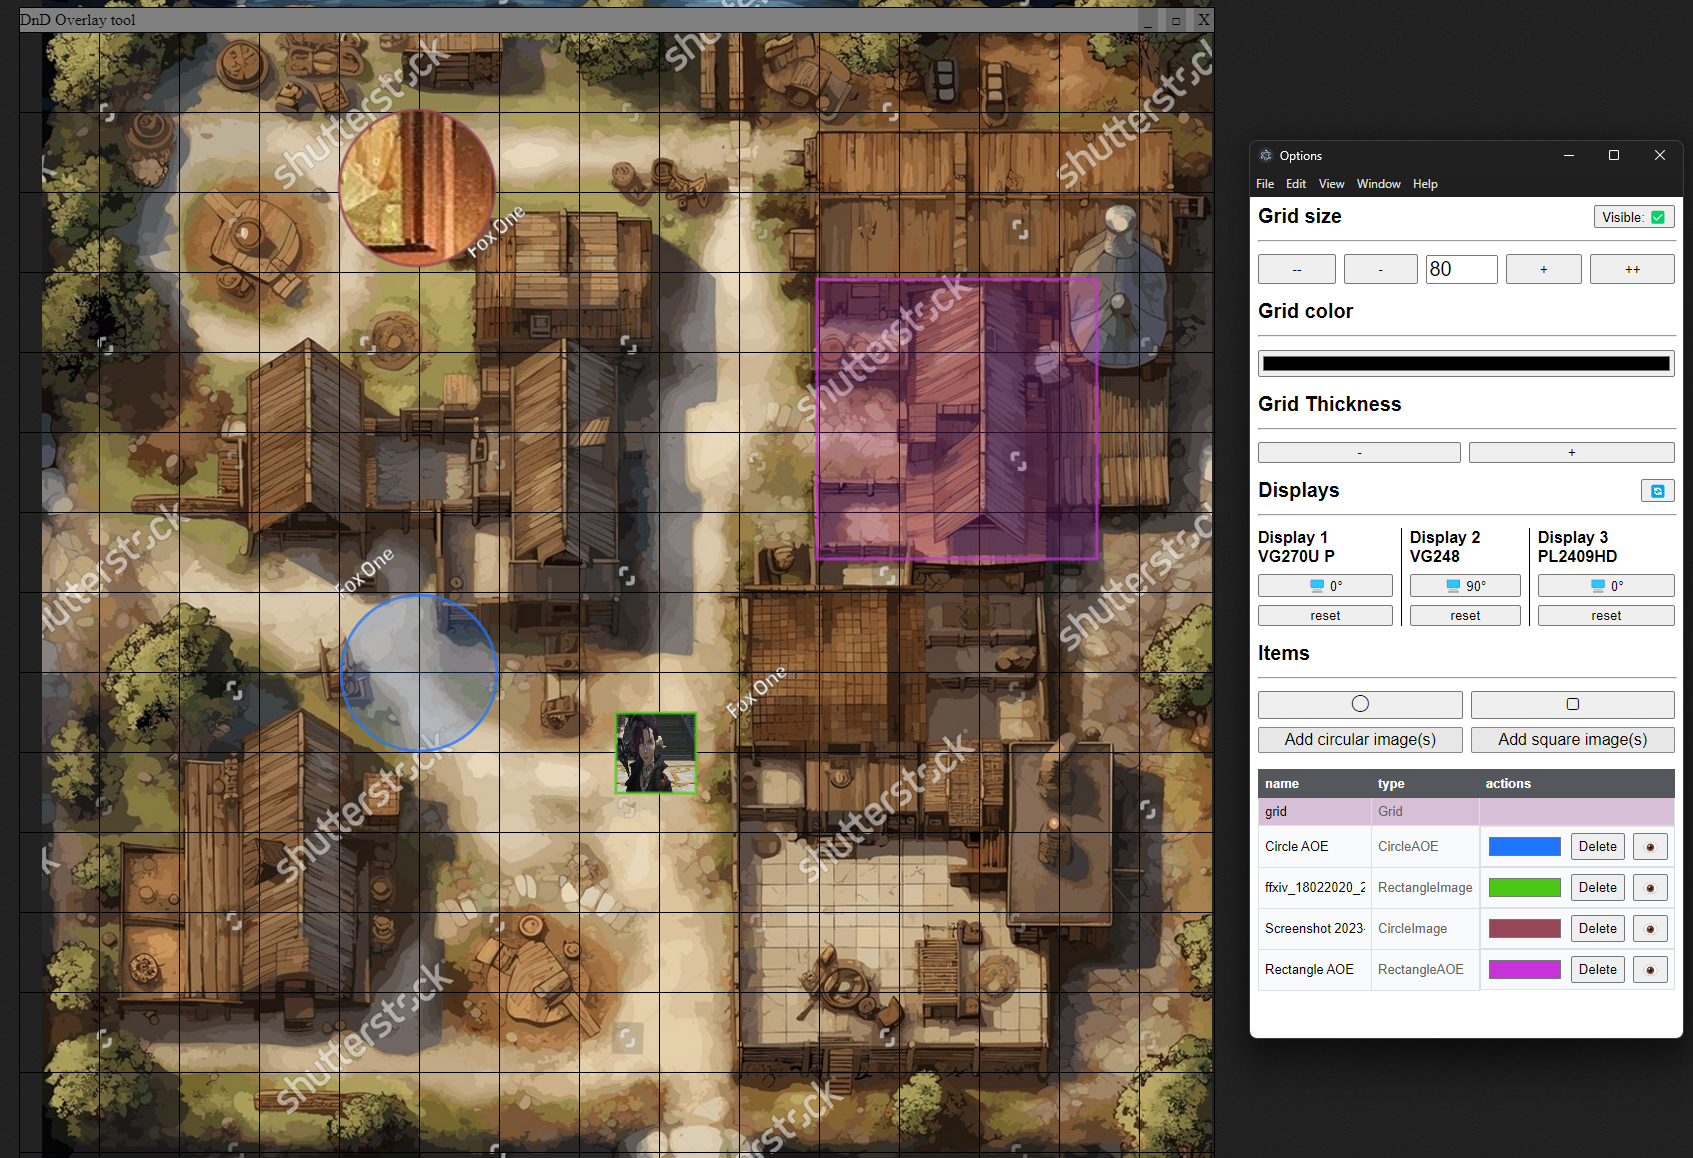 DnD Overlay tool
_ □ X
shutterstock
shutterstock
shutterstock
shutterstock
Fox One
shutterstock
shutterstock
shutterstock
Fox One
shutterstock
Fox One
shutterstock
shutterstock
shutterstock
shutterstock
Options
File Edit View Window Help
Grid size
Visible: ✅
-- - 80 + ++
Grid color
Grid Thickness
- +
Displays
Display 1 Display 2 Display 3
VG270U P VG248 PL2409HD
0° 90° 0°
reset reset reset
Items
Add circular image(s) Add square image(s)
name type actions
grid Grid
Circle AOE CircleAOE Delete
ffxiv_18022020_2 RectangleImage Delete
Screenshot 2023- CircleImage Delete
Rectangle AOE RectangleAOE Delete